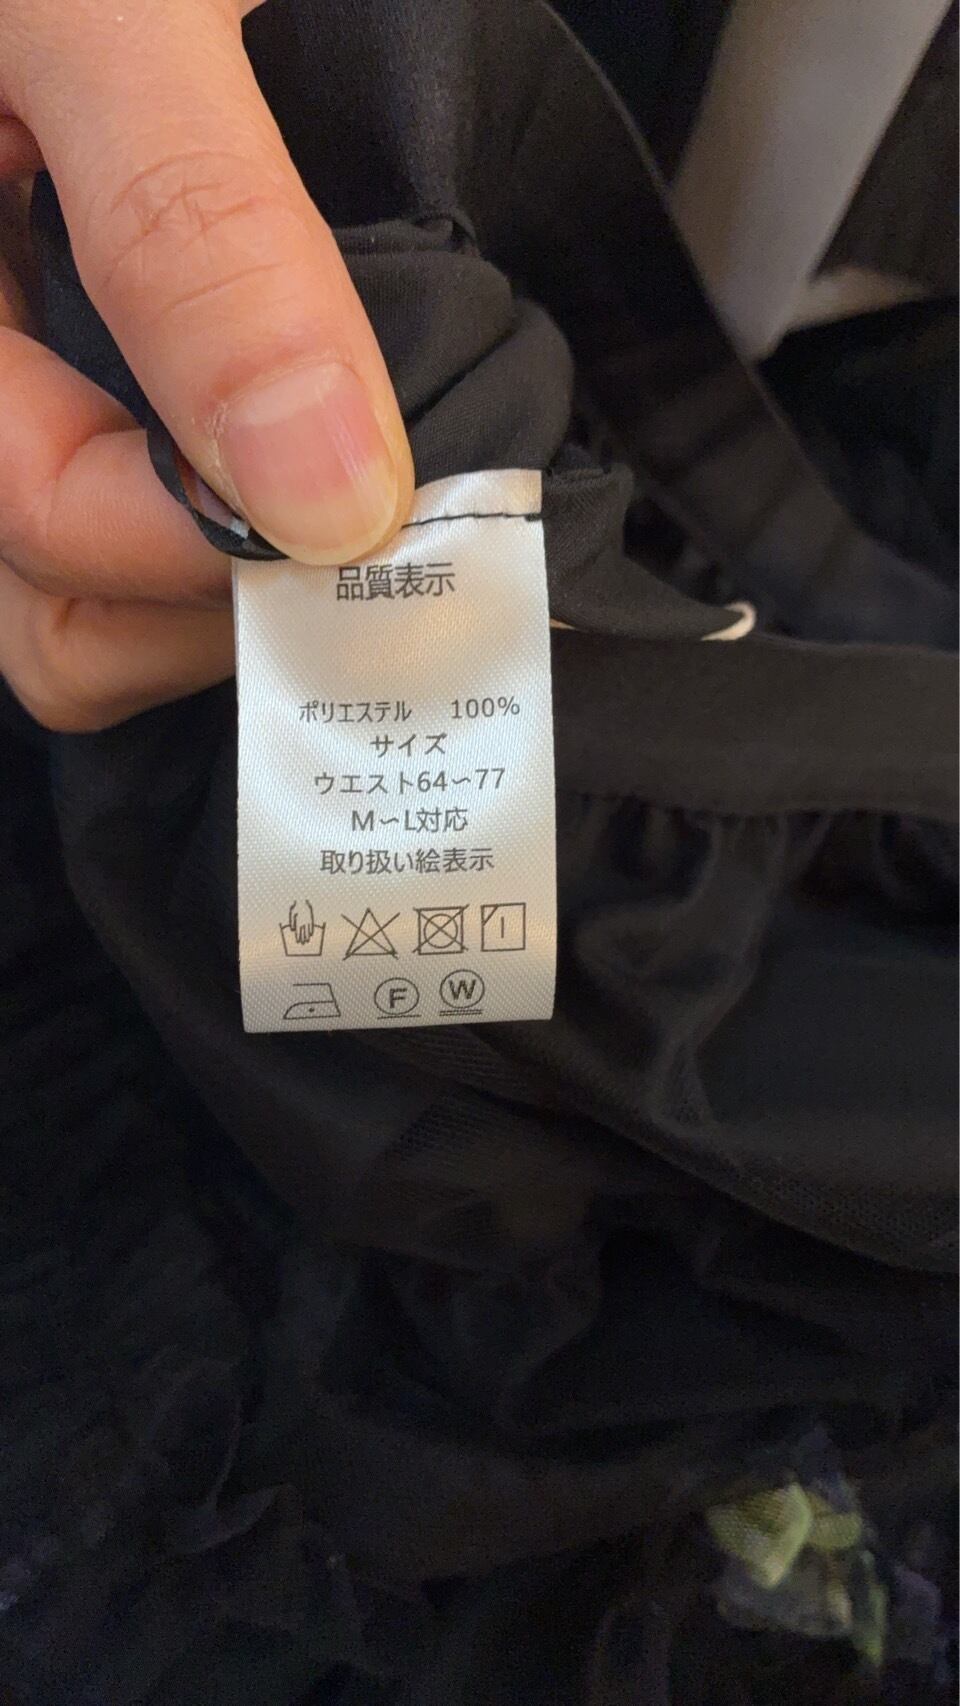 品質表示
ポリエステル 100%
サイズ
ウエスト64〜77
M〜L対応
取り扱い絵表示
F W